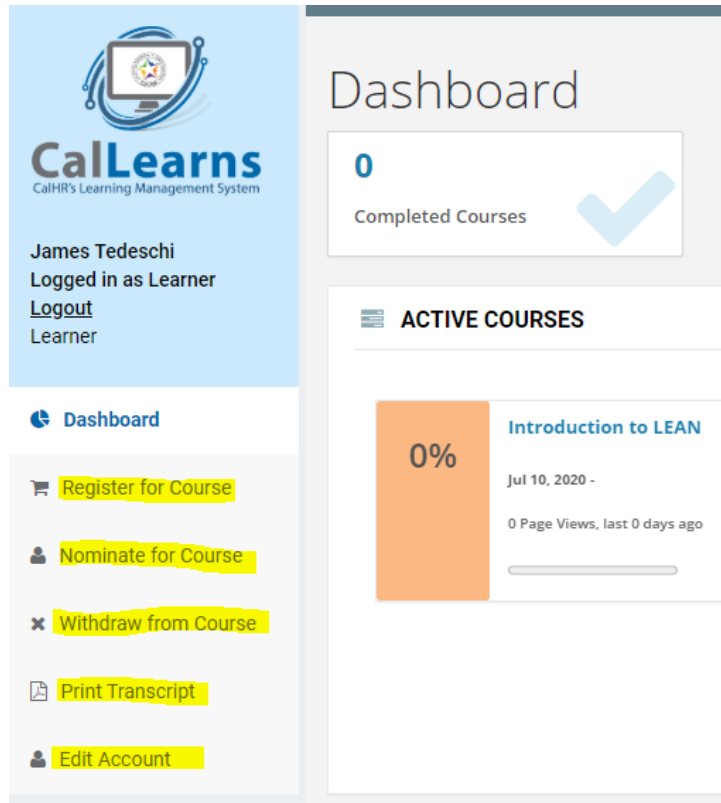 CalLearns
CalHR's Learning Management System
James Tedeschi
Logged in as Learner
Logout
Learner
Dashboard
Register for Course
Nominate for Course
Withdraw from Course
Print Transcript
Edit Account
Dashboard
0
Completed Courses
ACTIVE COURSES
0%
Introduction to LEAN
Jul 10, 2020 -
0 Page Views, last 0 days ago